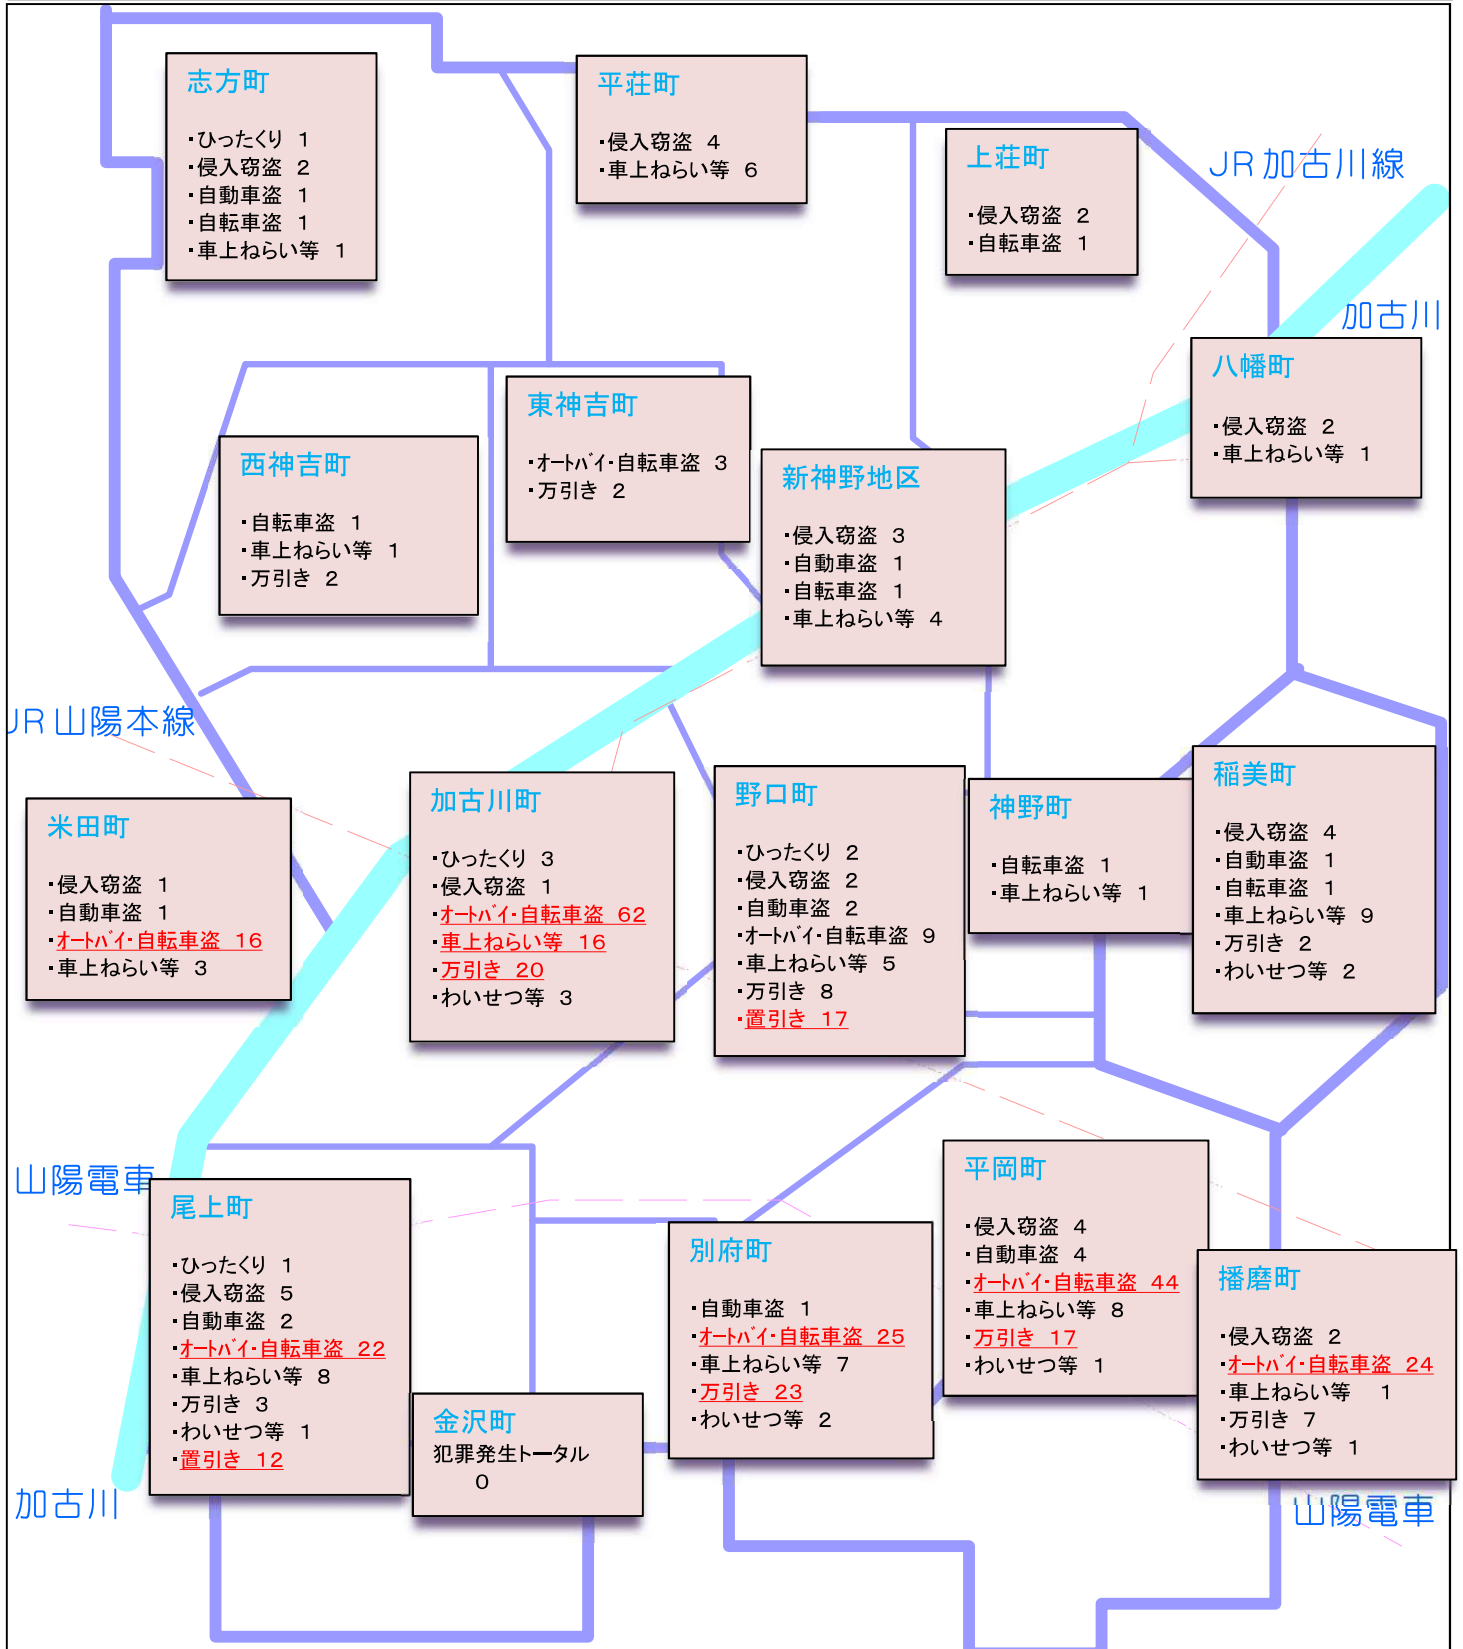 志方町
・ひったくり 1
・侵入窃盗 2
・自動車盗 1
・自転車盗 1
・車上ねらい等 1
平荘町
・侵入窃盗 4
・車上ねらい等 6
上荘町
・侵入窃盗 2
・自転車盗 1
JR加古川線
加古川
八幡町
・侵入窃盗 2
・車上ねらい等 1
東神吉町
・オートバイ・自転車盗 3
・万引き 2
西神吉町
・自転車盗 1
・車上ねらい等 1
・万引き 2
新神野地区
・侵入窃盗 3
・自動車盗 1
・自転車盗 1
・車上ねらい等 4
JR山陽本線
米田町
・侵入窃盗 1
・自動車盗 1
・オートバイ・自転車盗 16
・車上ねらい等 3
加古川町
・ひったくり 3
・侵入窃盗 1
・オートバイ・自転車盗 62
・車上ねらい等 16
・万引き 20
・わいせつ等 3
野口町
・ひったくり 2
・侵入窃盗 2
・自動車盗 2
・オートバイ・自転車盗 9
・車上ねらい等 5
・万引き 8
・置引き 17
神野町
・自転車盗 1
・車上ねらい等 1
稲美町
・侵入窃盗 4
・自動車盗 1
・自転車盗 1
・車上ねらい等 9
・万引き 2
・わいせつ等 2
山陽電車
尾上町
・ひったくり 1
・侵入窃盗 5
・自動車盗 2
・オートバイ・自転車盗 22
・車上ねらい等 8
・万引き 3
・わいせつ等 1
・置引き 12
加古川
金沢町
犯罪発生トータル
0
別府町
・自動車盗 1
・オートバイ・自転車盗 25
・車上ねらい等 7
・万引き 23
・わいせつ等 2
平岡町
・侵入窃盗 4
・自動車盗 4
・オートバイ・自転車盗 44
・車上ねらい等 8
・万引き 17
・わいせつ等 1
播磨町
・侵入窃盗 2
・オートバイ・自転車盗 24
・車上ねらい等 1
・万引き 7
・わいせつ等 1
山陽電車